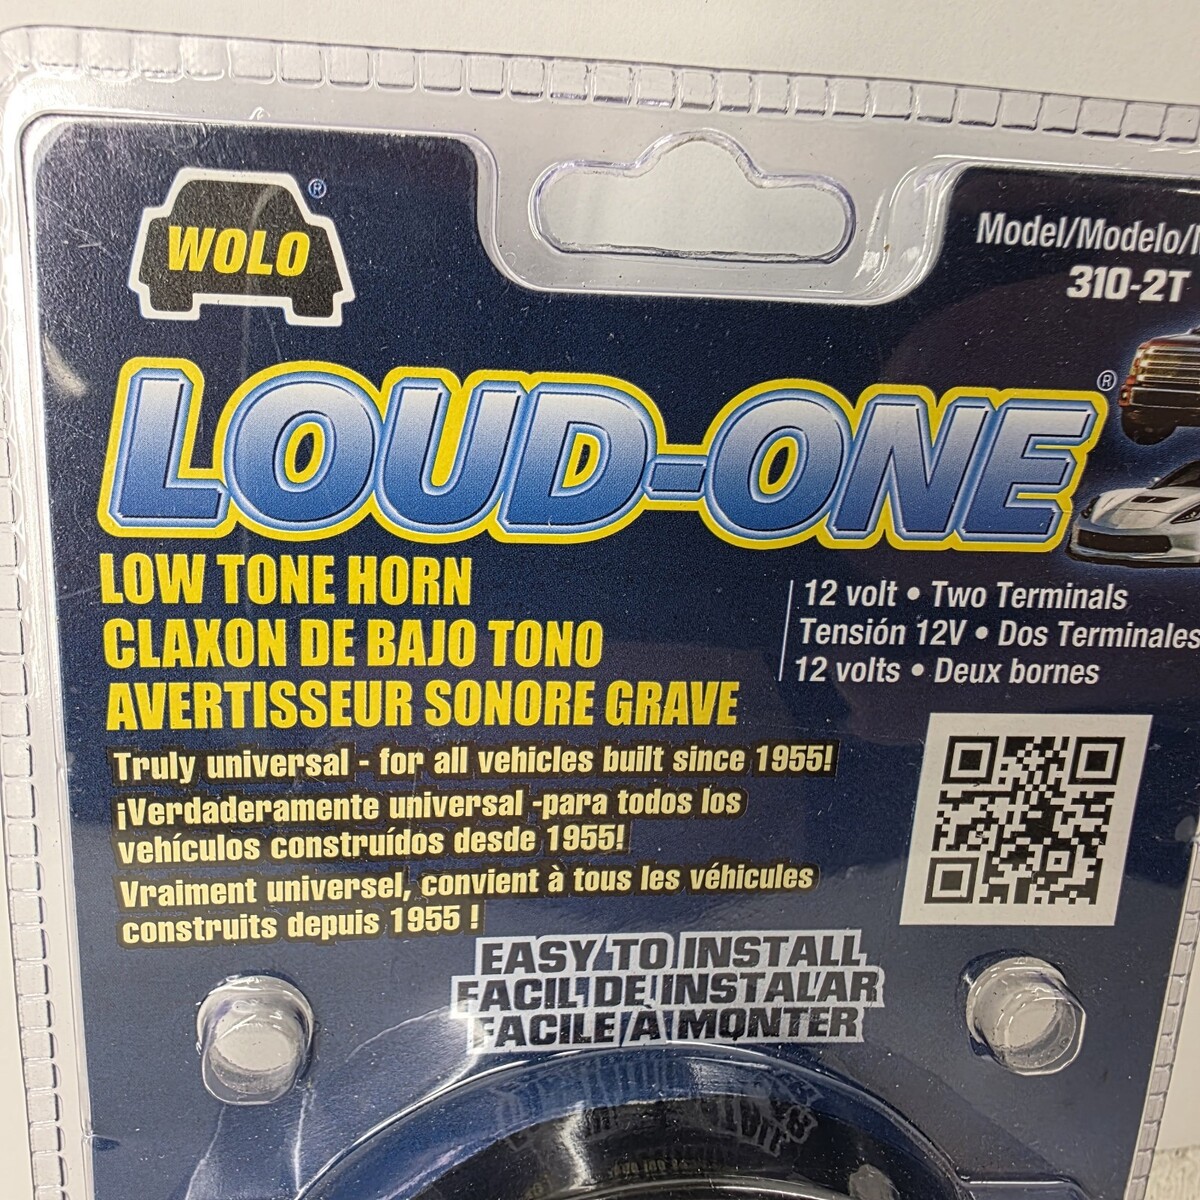 WOLO ®
Model/Modelo/
310-2T
LOUD-ONE ®
LOW TONE HORN
CLAXON DE BAJO TONO
AVERTISSEUR SONORE GRAVE
12 volt • Two Terminals
Tensión 12V • Dos Terminales
12 volts • Deux bornes
Truly universal - for all vehicles built since 1955!
¡Verdaderamente universal -para todos los
vehículos construídos desde 1955!
Vraiment universel, convient à tous les véhicules
construits depuis 1955 !
EASY TO INSTALL
FACIL DE INSTALAR
FACILE À MONTER